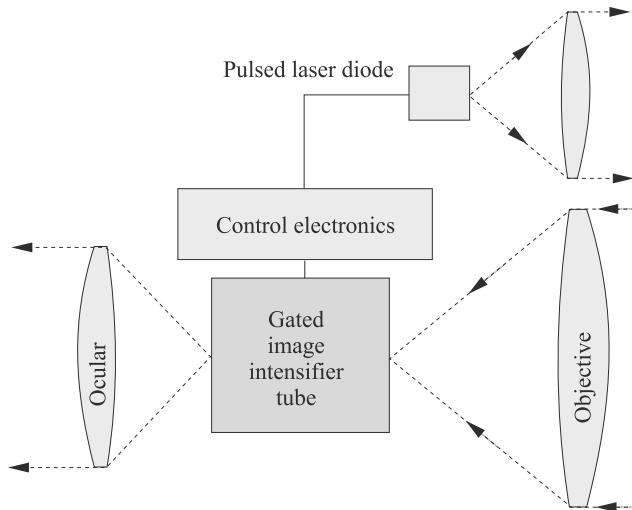 Pulsed laser diode
Control electronics
Gated
image
intensifier
tube
Ocular
Objective